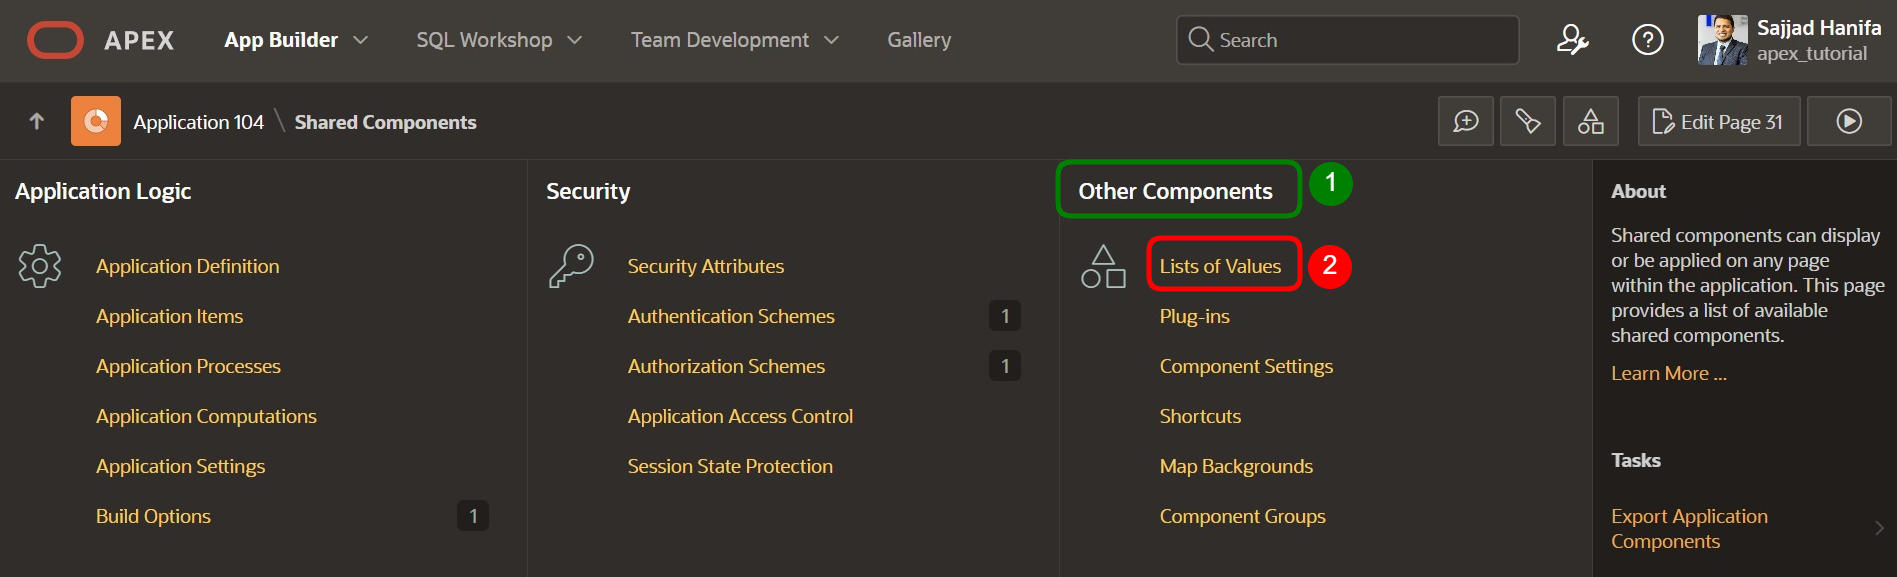 APEX App Builder SQL Workshop Team Development Gallery Search Sajjad Hanifa
apex_tutorial
Application 104 \ Shared Components Edit Page 31
Application Logic
Application Definition
Application Items
Application Processes
Application Computations
Application Settings
Build Options 1
Security
Security Attributes
Authentication Schemes 1
Authorization Schemes 1
Application Access Control
Session State Protection
Other Components 1
Lists of Values 2
Plug-ins
Component Settings
Shortcuts
Map Backgrounds
Component Groups
About
Shared components can display
or be applied on any page
within the application. This page
provides a list of available
shared components.
Learn More ...
Tasks
Export Application
Components